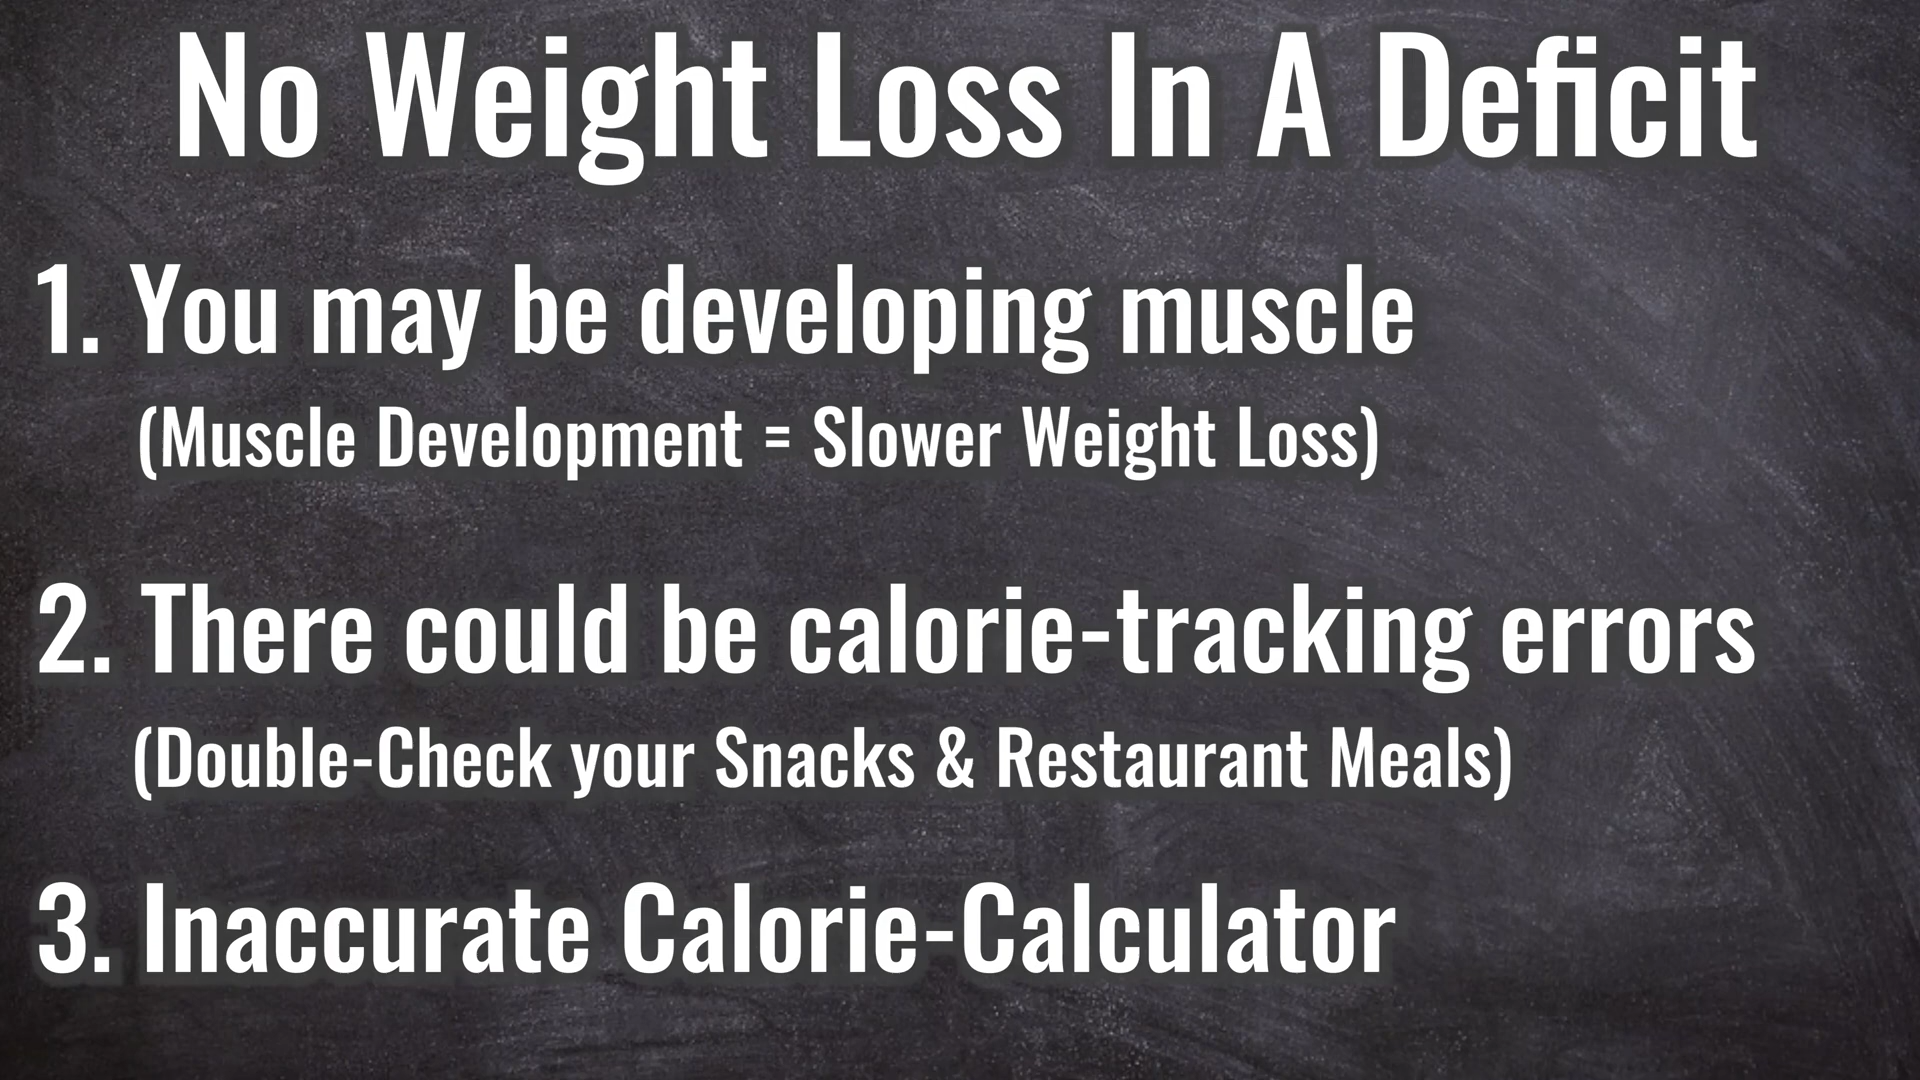 No Weight Loss In A Deficit
1. You may be developing muscle
(Muscle Development = Slower Weight Loss)
2. There could be calorie-tracking errors
(Double-Check your Snacks & Restaurant Meals)
3. Inaccurate Calorie-Calculator